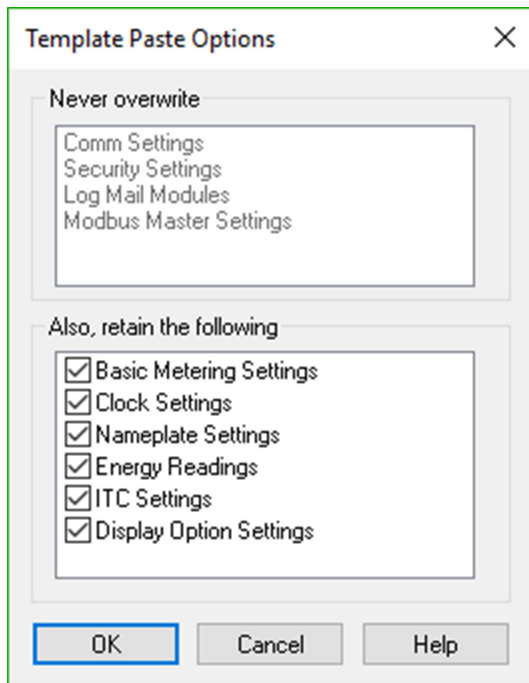 Template Paste Options
Never overwrite
Comm Settings
Security Settings
Log Mail Modules
Modbus Master Settings
Also, retain the following
Basic Metering Settings
Clock Settings
Nameplate Settings
Energy Readings
ITC Settings
Display Option Settings
OK Cancel Help